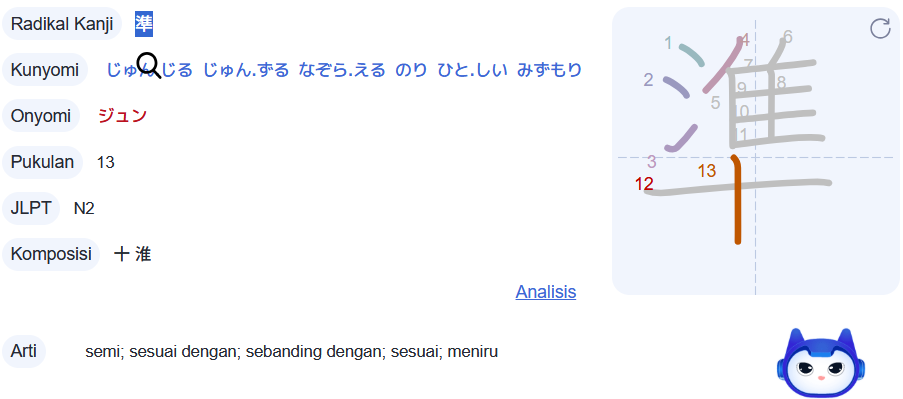 Radikal Kanji 準
Kunyomi じゅん.じる じゅん.ずる なぞら.える のり ひと.しい みずもり
Onyomi ジュン
Pukulan 13
JLPT N2
Komposisi 十 淮
Analisis
Arti semi; sesuai dengan; sebanding dengan; sesuai; meniru
1
4
6
7
2
9
8
5
10
11
3
13
12